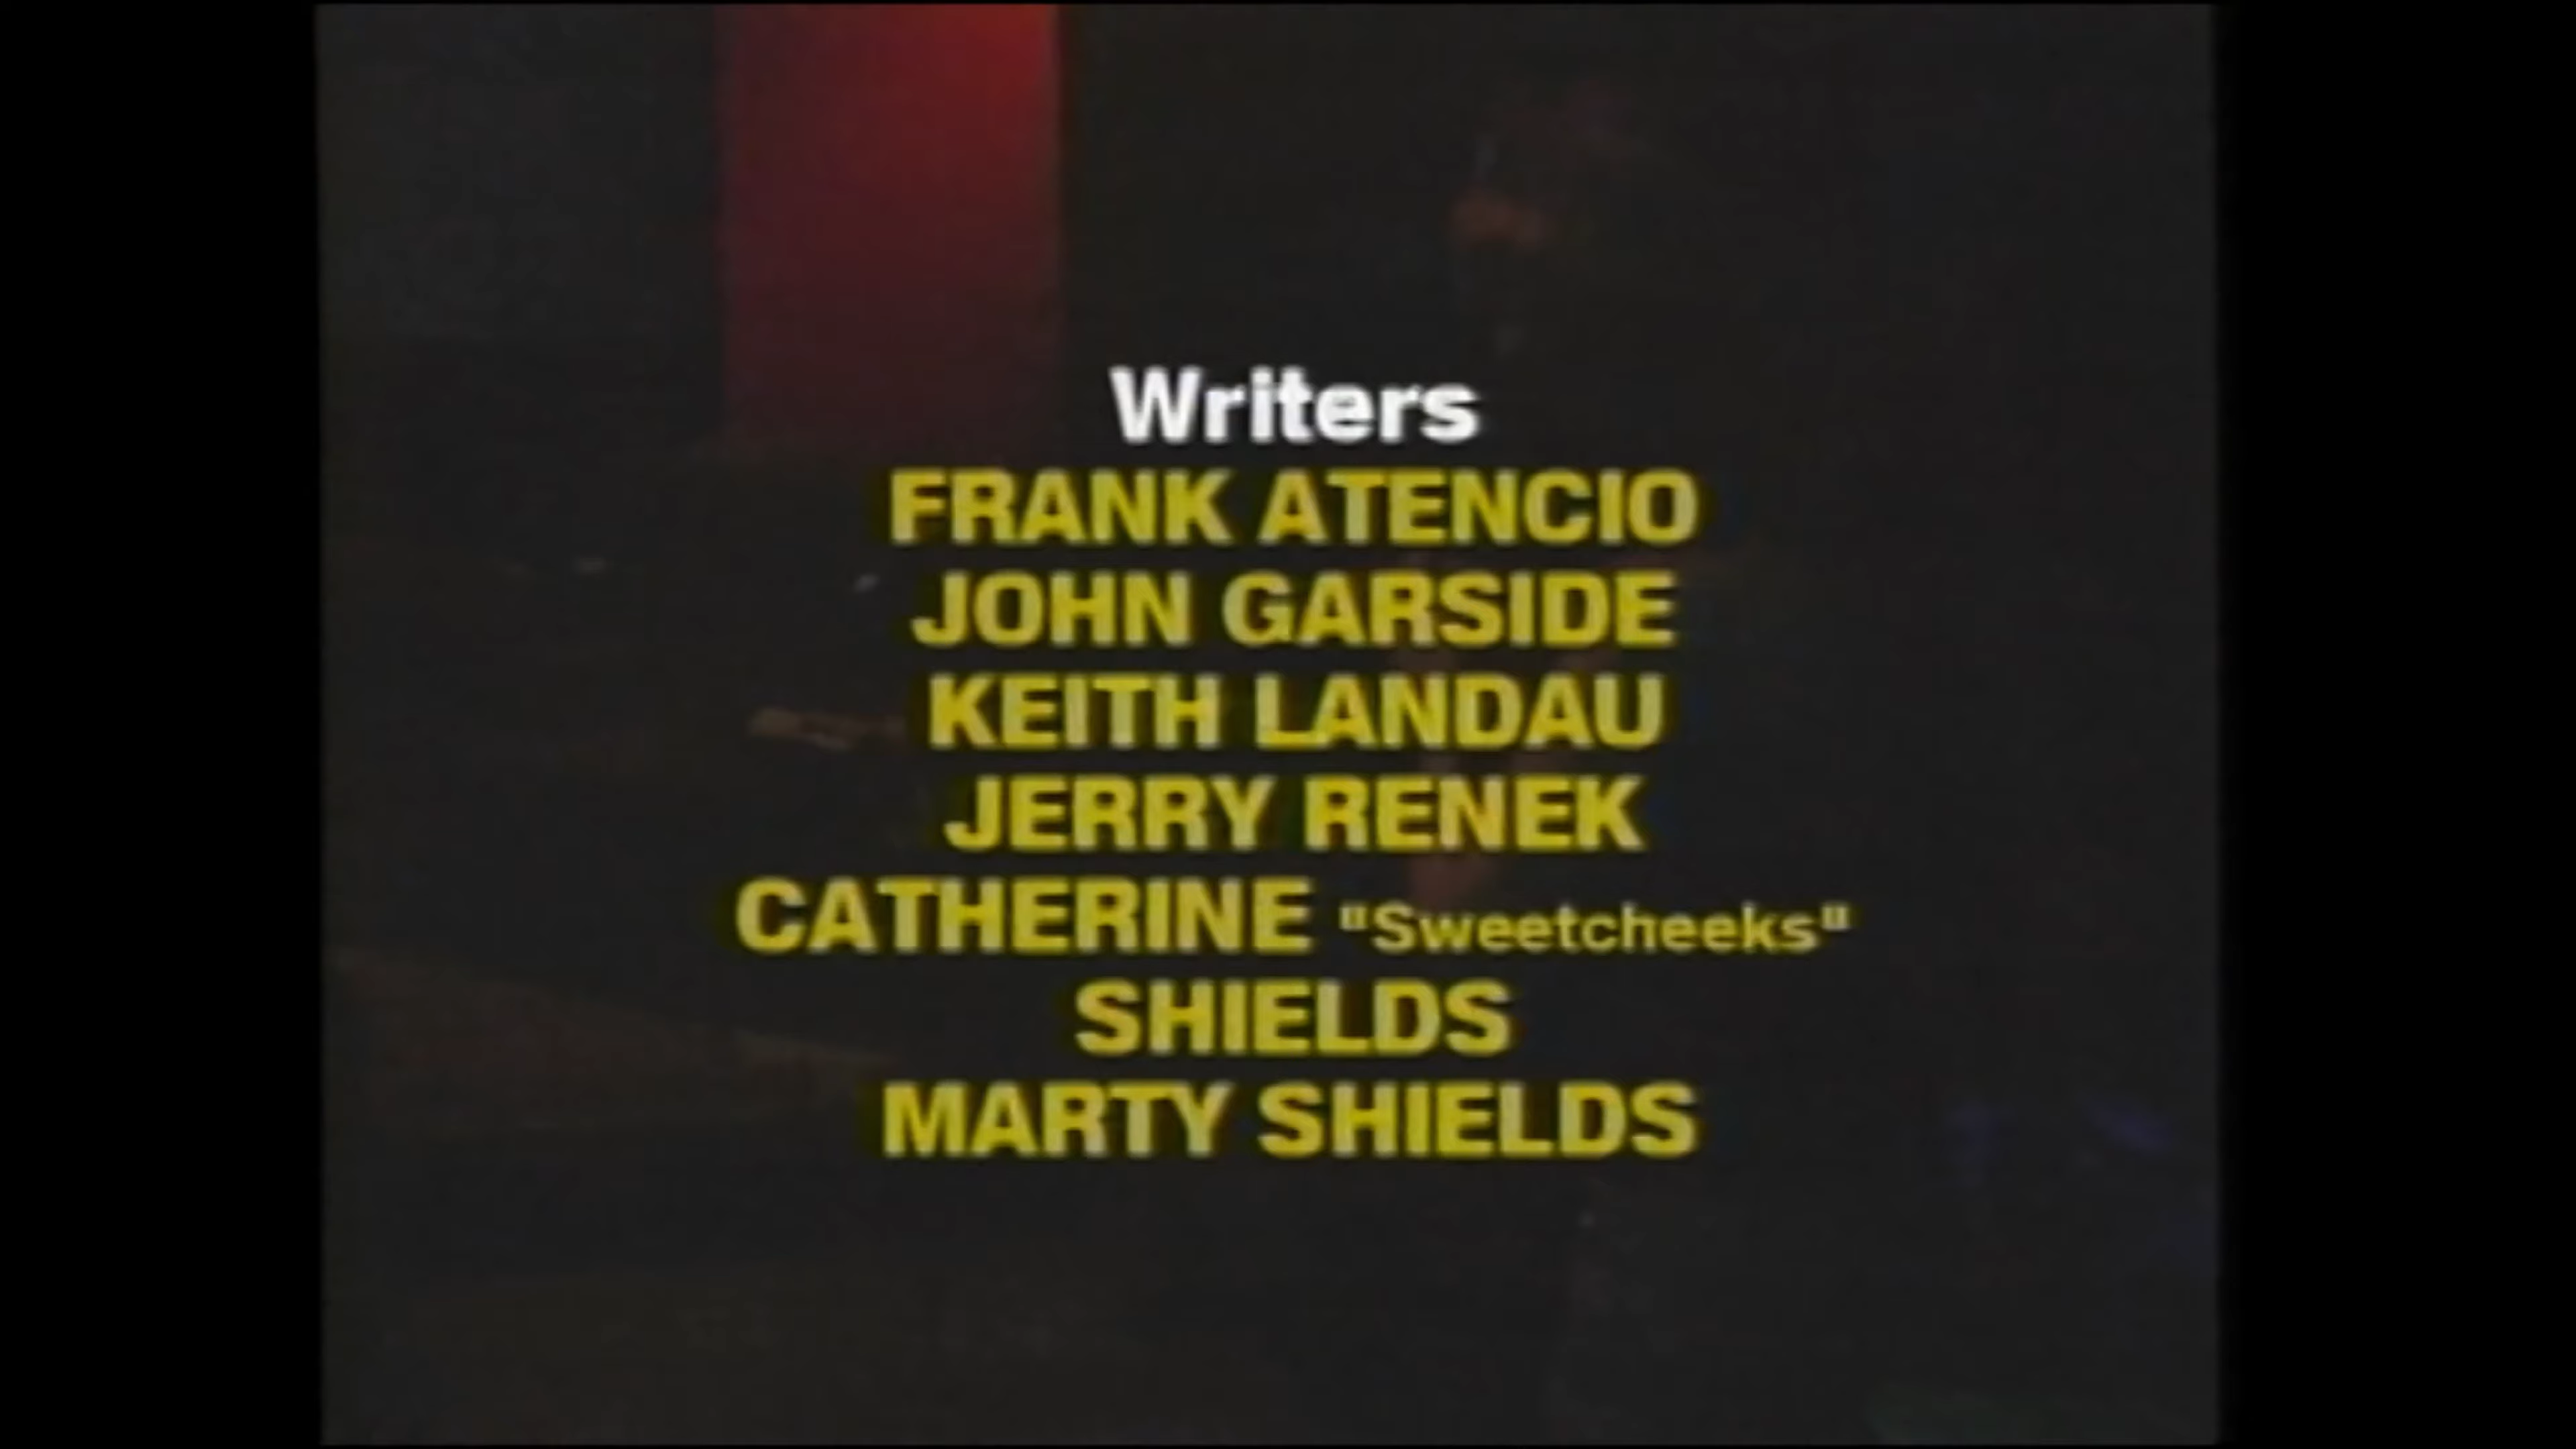 Writers
FRANK ATENCIO
JOHN GARSIDE
KEITH LANDAU
JERRY RENEK
CATHERINE "Sweetcheeks"
SHIELDS
MARTY SHIELDS